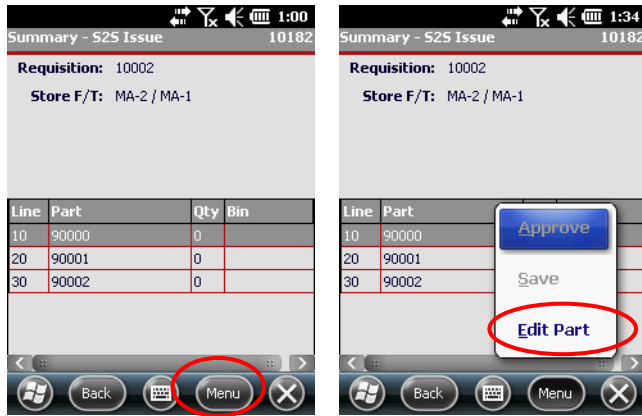 1:00
Summary - S2S Issue 10182
Requisition: 10002
Store F/T: MA-2 / MA-1
Line Part Qty Bin
10 90000 0
20 90001 0
30 90002 0
Back Menu
1:34
Summary - S2S Issue 10182
Requisition: 10002
Store F/T: MA-2 / MA-1
Line Part
10 90000
20 90001
30 90002
Approve
Save
Edit Part
Back Menu